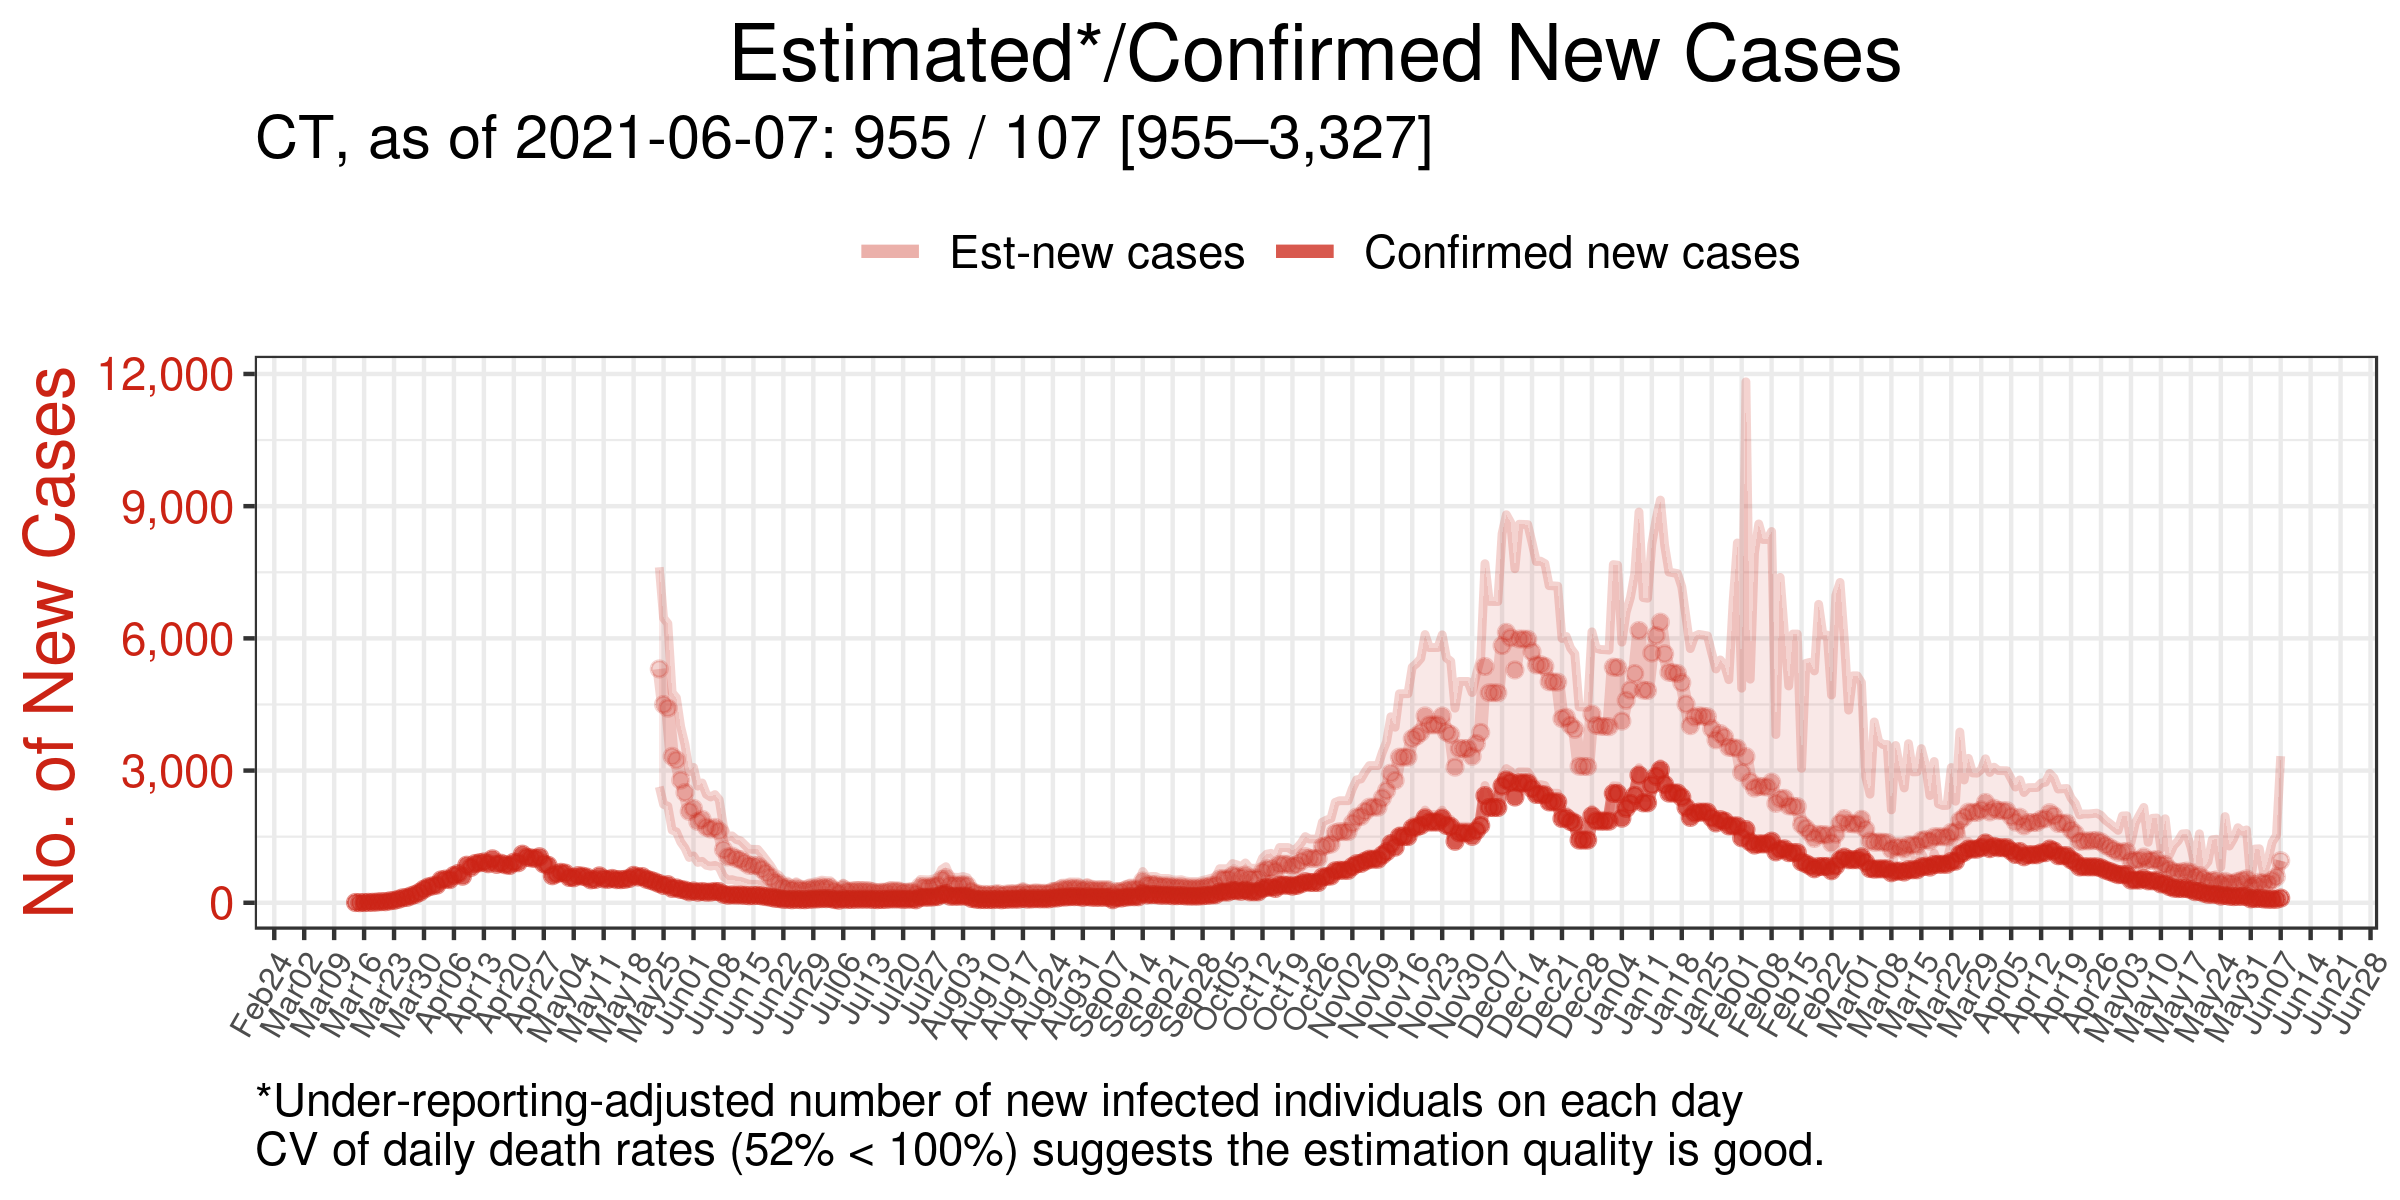 Estimated*/Confirmed New Cases
CT, as of 2021-06-07: 955 / 107 [955–3,327]
Est-new cases Confirmed new cases
No. of New Cases
12,000
9,000
6,000
3,000
0
Feb24 Mar02 Mar09 Mar16 Mar23 Mar30 Apr06 Apr13 Apr20 Apr27 May04 May11 May18 May25 Jun01 Jun08 Jun15 Jun22 Jun29 Jul06 Jul13 Jul20 Jul27 Aug03 Aug10 Aug17 Aug24 Aug31 Sep07 Sep14 Sep21 Sep28 Oct05 Oct12 Oct19 Oct26 Nov02 Nov09 Nov16 Nov23 Nov30 Dec07 Dec14 Dec21 Dec28 Jan04 Jan11 Jan18 Jan25 Feb01 Feb08 Feb15 Feb22 Mar01 Mar08 Mar15 Mar22 Mar29 Apr05 Apr12 Apr19 Apr26 May03 May10 May17 May24 May31 Jun07 Jun14 Jun21 Jun28
*Under-reporting-adjusted number of new infected individuals on each day
CV of daily death rates (52% < 100%) suggests the estimation quality is good.